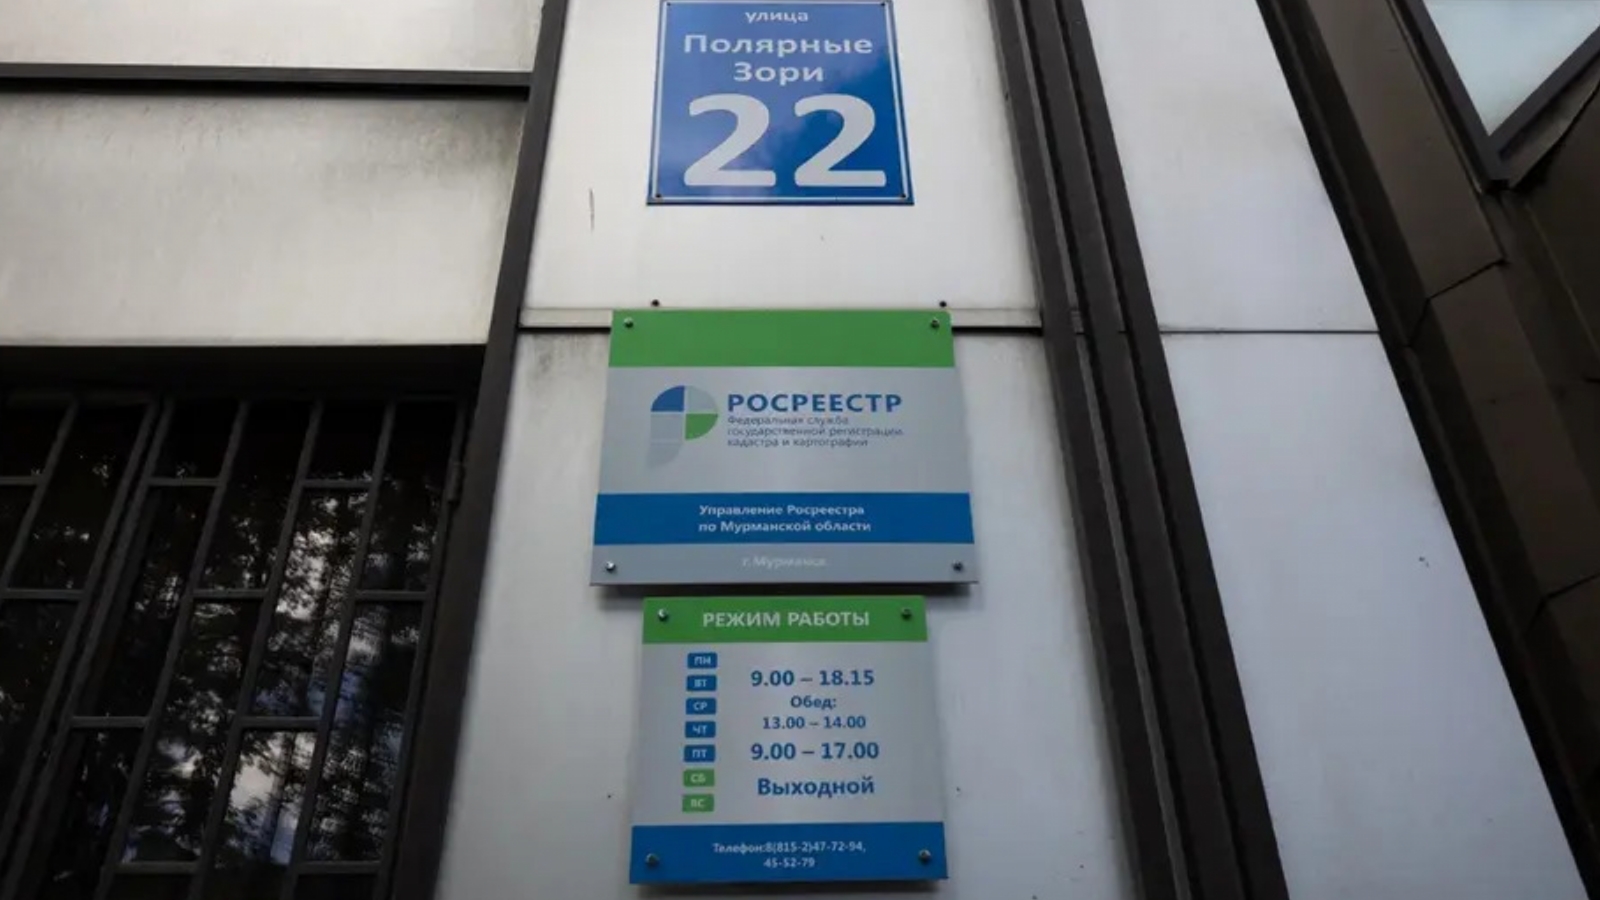 улица
Полярные
Зори
22
РОСРЕЕСТР
Федеральная служба
государственной регистрации,
кадастра и картографии
Управление Росреестра
по Мурманской области
г.Мурманск
РЕЖИМ РАБОТЫ
ПН
ВТ
СР
ЧТ
ПТ
СБ
ВС
9.00 – 18.15
Обед:
13.00 – 14.00
9.00 – 17.00
Выходной
Телефон:8(815-2)47-72-94,
45-52-79